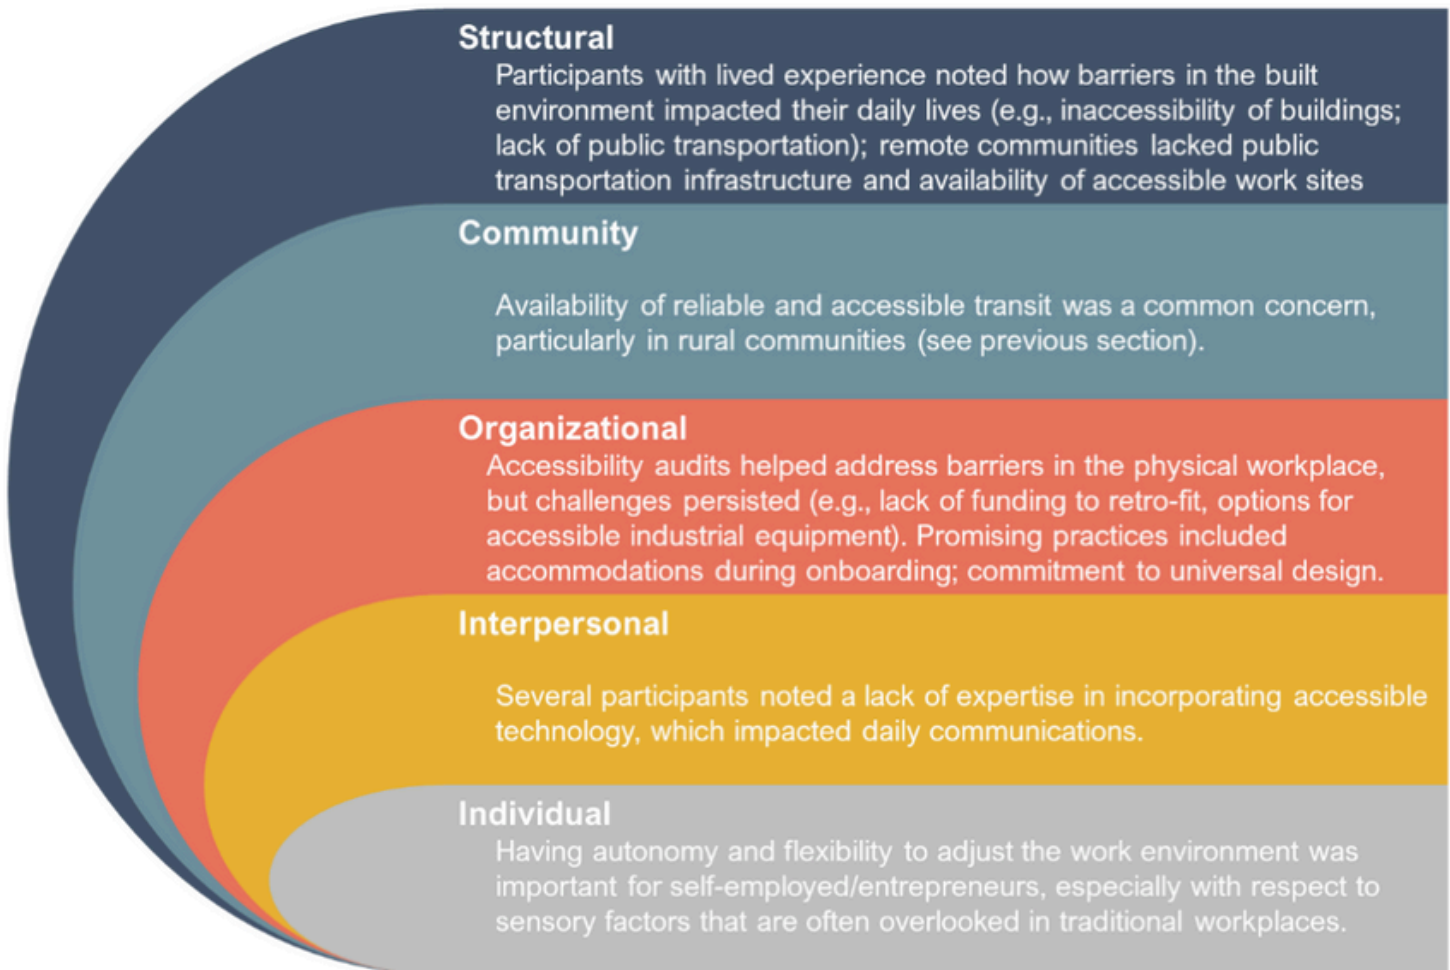 Structural
Participants with lived experience noted how barriers in the built
environment impacted their daily lives (e.g., inaccessibility of buildings;
lack of public transportation); remote communities lacked public
transportation infrastructure and availability of accessible work sites
Community
Availability of reliable and accessible transit was a common concern,
particularly in rural communities (see previous section).
Organizational
Accessibility audits helped address barriers in the physical workplace,
but challenges persisted (e.g., lack of funding to retro-fit, options for
accessible industrial equipment). Promising practices included
accommodations during onboarding; commitment to universal design.
Interpersonal
Several participants noted a lack of expertise in incorporating accessible
technology, which impacted daily communications.
Individual
Having autonomy and flexibility to adjust the work environment was
important for self-employed/entrepreneurs, especially with respect to
sensory factors that are often overlooked in traditional workplaces.